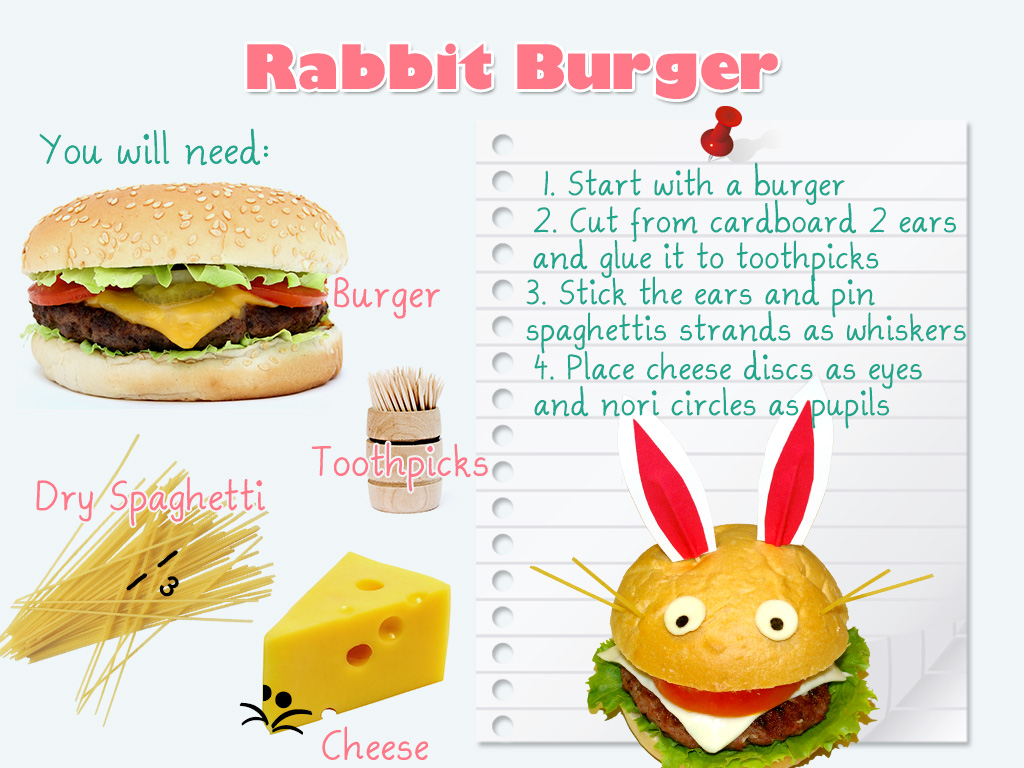 Rabbit Burger
You will need:
Burger
Toothpicks
Dry Spaghetti
Cheese
1. Start with a burger
2. Cut from cardboard 2 ears
and glue it to toothpicks
3. Stick the ears and pin
spaghettis strands as whiskers
4. Place cheese discs as eyes
and nori circles as pupils